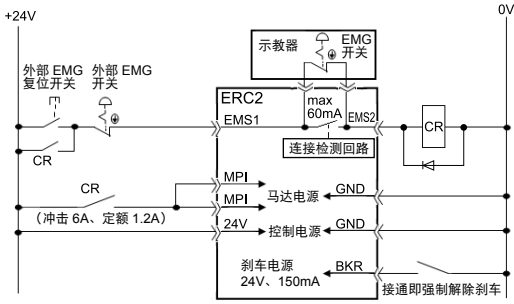 +24V
0V
示教器
EMG
开关
外部 EMG
复位开关
外部 EMG
开关
ERC2
max
60mA
EMS1
EMS2
CR
连接检测回路
CR
CR
MPI
MPI
马达电源
GND
(冲击 6A、定额 1.2A)
24V
控制电源
GND
刹车电源
24V、150mA
BKR
接通即强制解除刹车